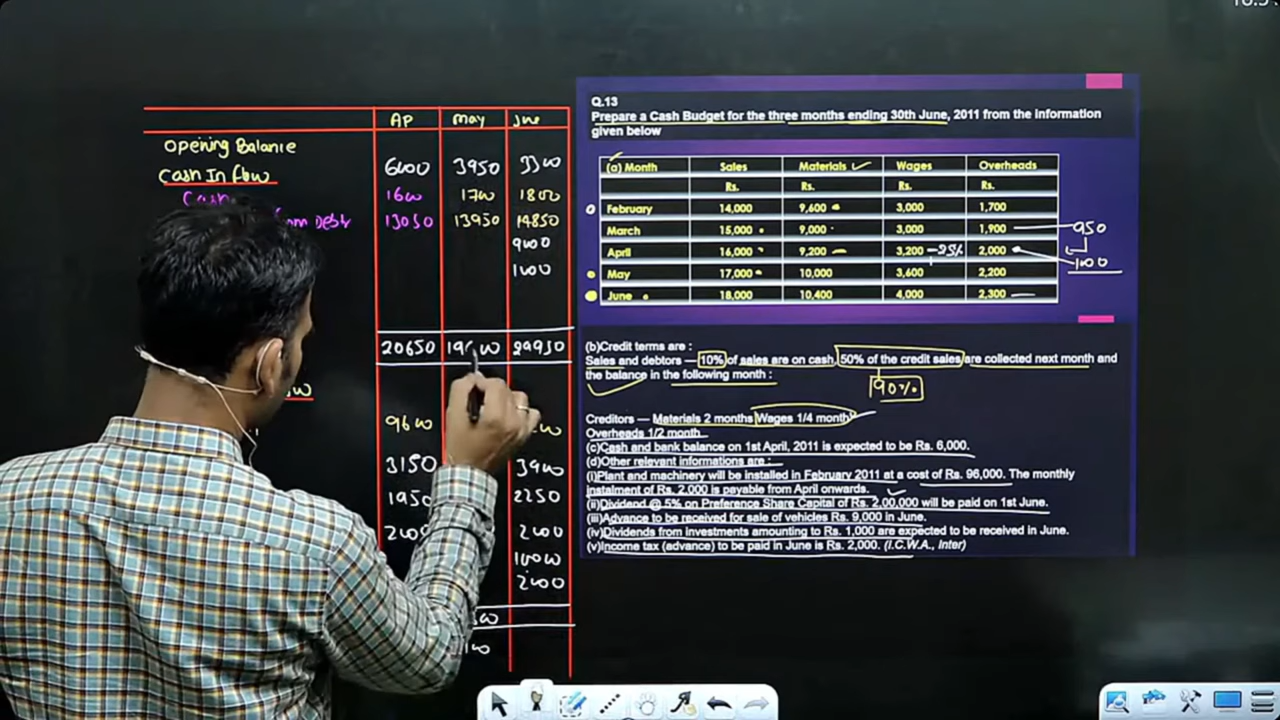 AP May June
Opening Balance
6000 3950 3300
Cash In flow
Cash 1600 1700 1800
from Debt 13050 13950 14850
9000
1000
20650 29950
9600
3150 3900
1950 2250
2000 2000
10000
2000
Q.13
Prepare a Cash Budget for the three months ending 30th June, 2011 from the information
given below
(a) Month Sales Materials Wages Overheads
Rs. Rs. Rs. Rs.
February 14,000 9,600 3,000 1,700
March 15,000 9,000 3,000 1,900 950
April 16,000 9,200 3,200 -25% 2,000
1000
May 17,000 10,000 3,600 2,200
June 18,000 10,400 4,000 2,300
(b)Credit terms are :
Sales and debtors — 10% of sales are on cash, 50% of the credit sales are collected next month and
the balance in the following month :
90%
Creditors — Materials 2 months Wages 1/4 month
Overheads 1/2 month
(c)Cash and bank balance on 1st April, 2011 is expected to be Rs. 6,000.
(d)Other relevant informations are :
(i)Plant and machinery will be installed in February 2011 at a cost of Rs. 96,000. The monthly
instalment of Rs. 2,000 is payable from April onwards.
(ii)Dividend @ 5% on Preference Share Capital of Rs. 2,00,000 will be paid on 1st June.
(iii)Advance to be received for sale of vehicles Rs. 9,000 in June.
(iv)Dividends from investments amounting to Rs. 1,000 are expected to be received in June.
(v)Income tax (advance) to be paid in June is Rs. 2,000. (I.C.W.A., Inter)